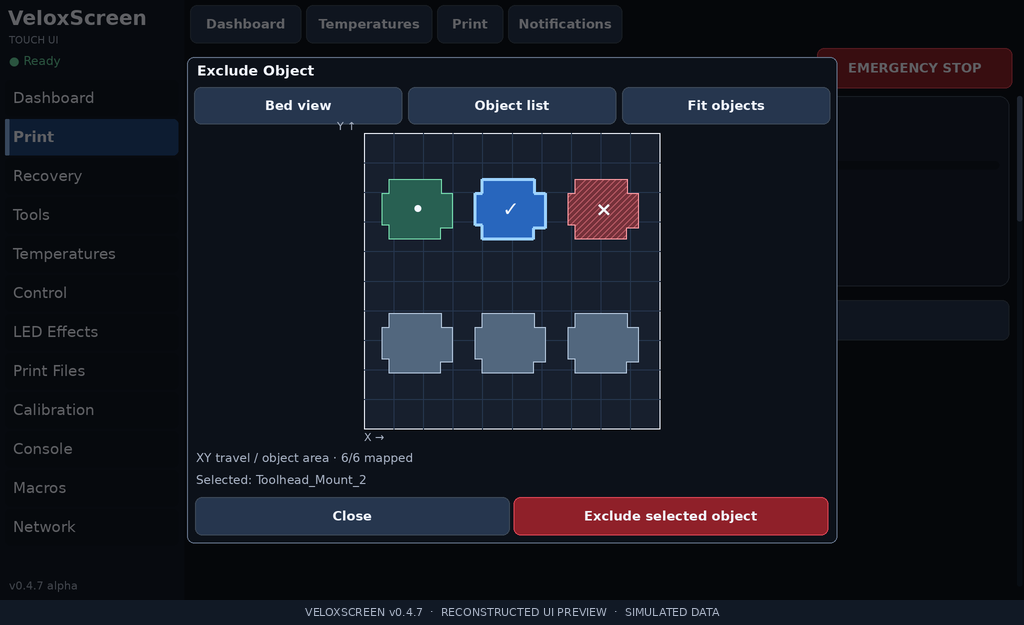 VeloxScreen
TOUCH UI
Ready
Dashboard
Temperatures
Print
Notifications
EMERGENCY STOP
Dashboard
Print
Recovery
Tools
Temperatures
Control
LED Effects
Print Files
Calibration
Console
Macros
Network
v0.4.7 alpha
Exclude Object
Bed view
Object list
Fit objects
Y ↑
X →
XY travel / object area · 6/6 mapped
Selected: Toolhead_Mount_2
Close
Exclude selected object
VELOXSCREEN v0.4.7 · RECONSTRUCTED UI PREVIEW · SIMULATED DATA